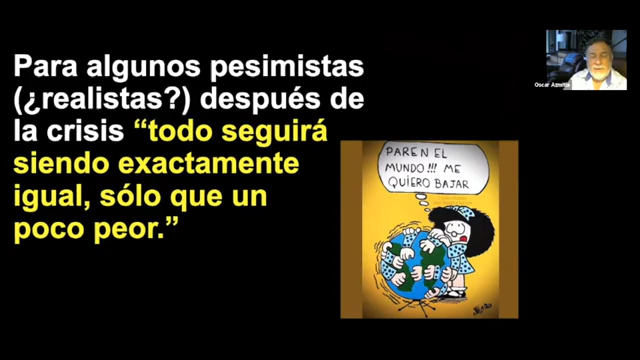 Para algunos pesimistas
(¿realistas?) después de
la crisis “todo seguirá
siendo exactamente
igual, sólo que un
poco peor.”
PAREN EL
MUNDO!!! ME
QUIERO BAJAR
Oscar